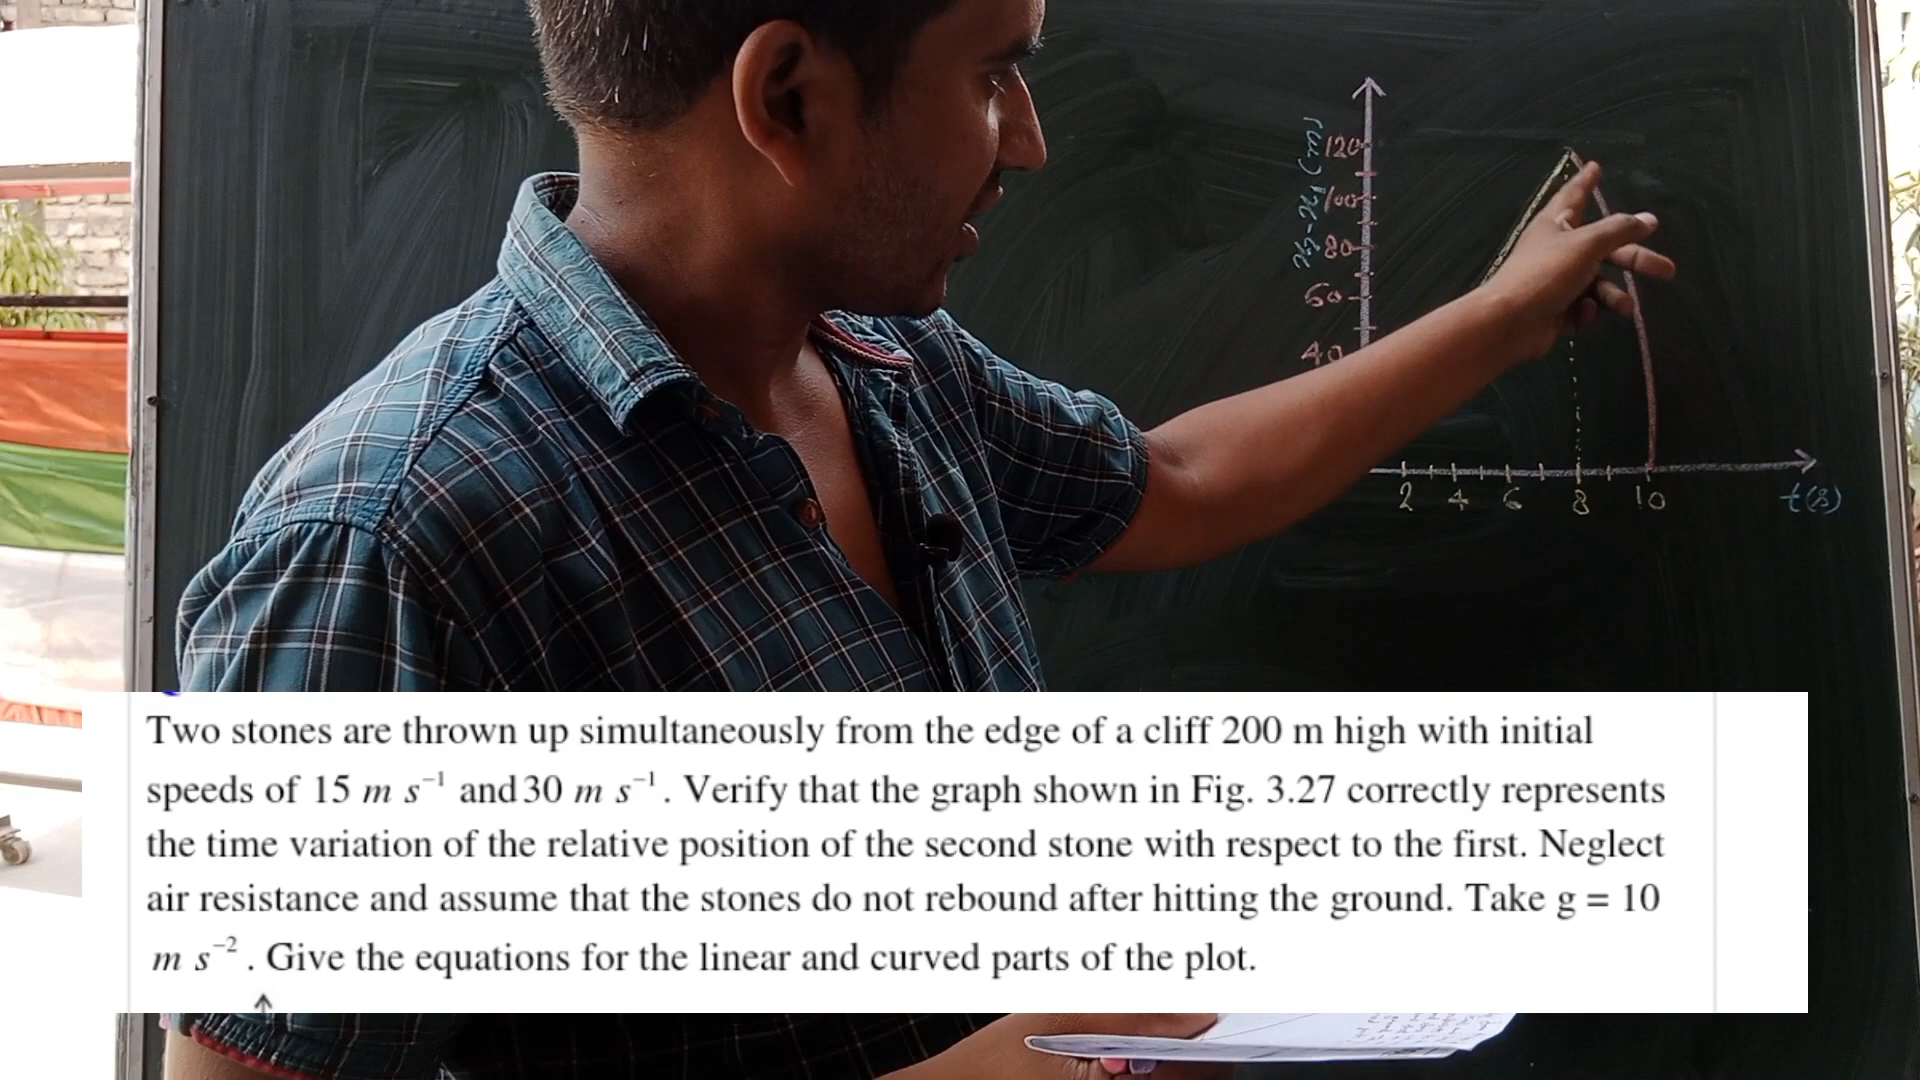 120
100
80
60
40
x₂-x₁ (m)
2 4 6 8 10
t(s)
Two stones are thrown up simultaneously from the edge of a cliff 200 m high with initial
speeds of 15 m s⁻¹ and 30 m s⁻¹. Verify that the graph shown in Fig. 3.27 correctly represents
the time variation of the relative position of the second stone with respect to the first. Neglect
air resistance and assume that the stones do not rebound after hitting the ground. Take g = 10
m s⁻². Give the equations for the linear and curved parts of the plot.